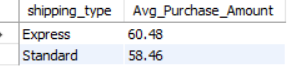 shipping_type Avg_Purchase_Amount
Express 60.48
Standard 58.46